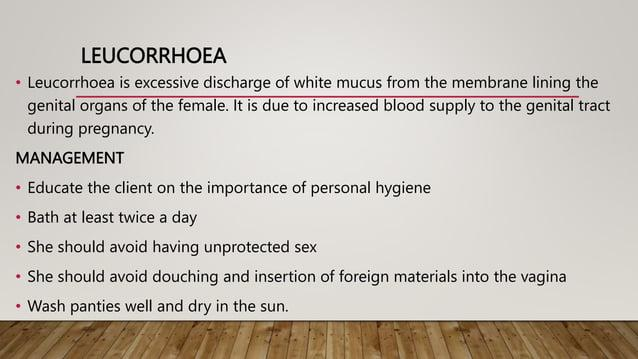 LEUCORRHOEA
• Leucorrhoea is excessive discharge of white mucus from the membrane lining the
genital organs of the female. It is due to increased blood supply to the genital tract
during pregnancy.
MANAGEMENT
• Educate the client on the importance of personal hygiene
• Bath at least twice a day
• She should avoid having unprotected sex
• She should avoid douching and insertion of foreign materials into the vagina
• Wash panties well and dry in the sun.